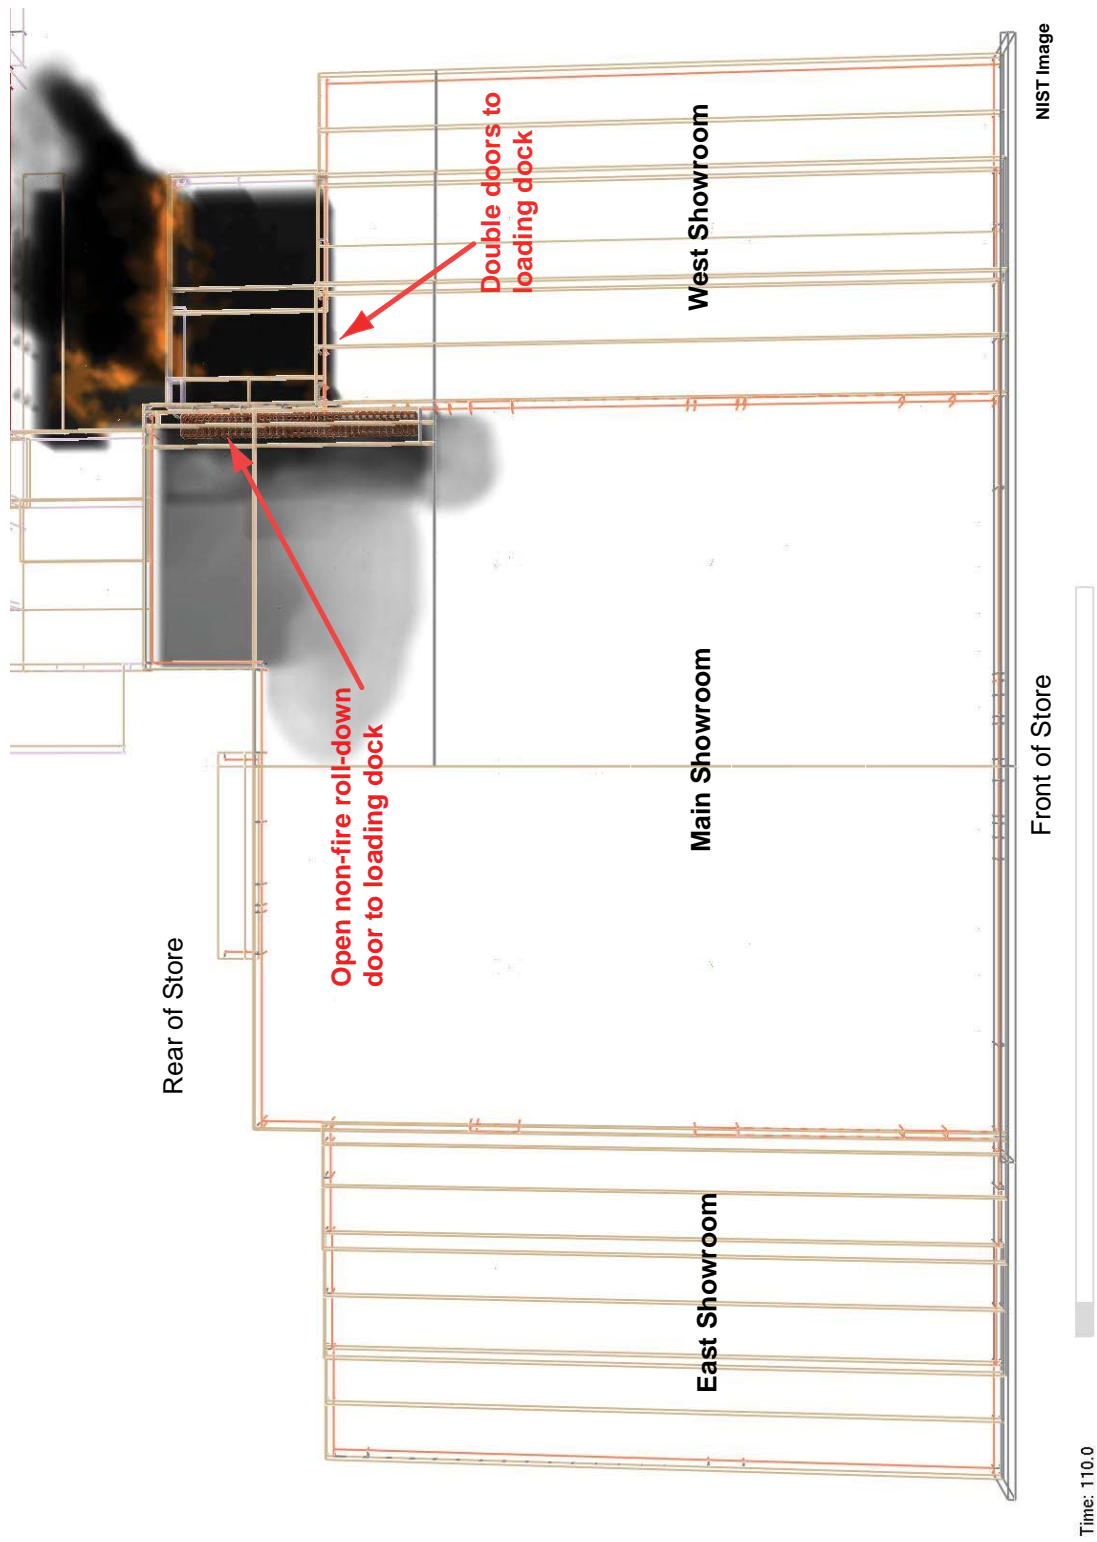 Rear of Store
Open non-fire roll-down
door to loading dock
Double doors to
loading dock
East Showroom
Main Showroom
West Showroom
Front of Store
NIST Image
Time: 110.0